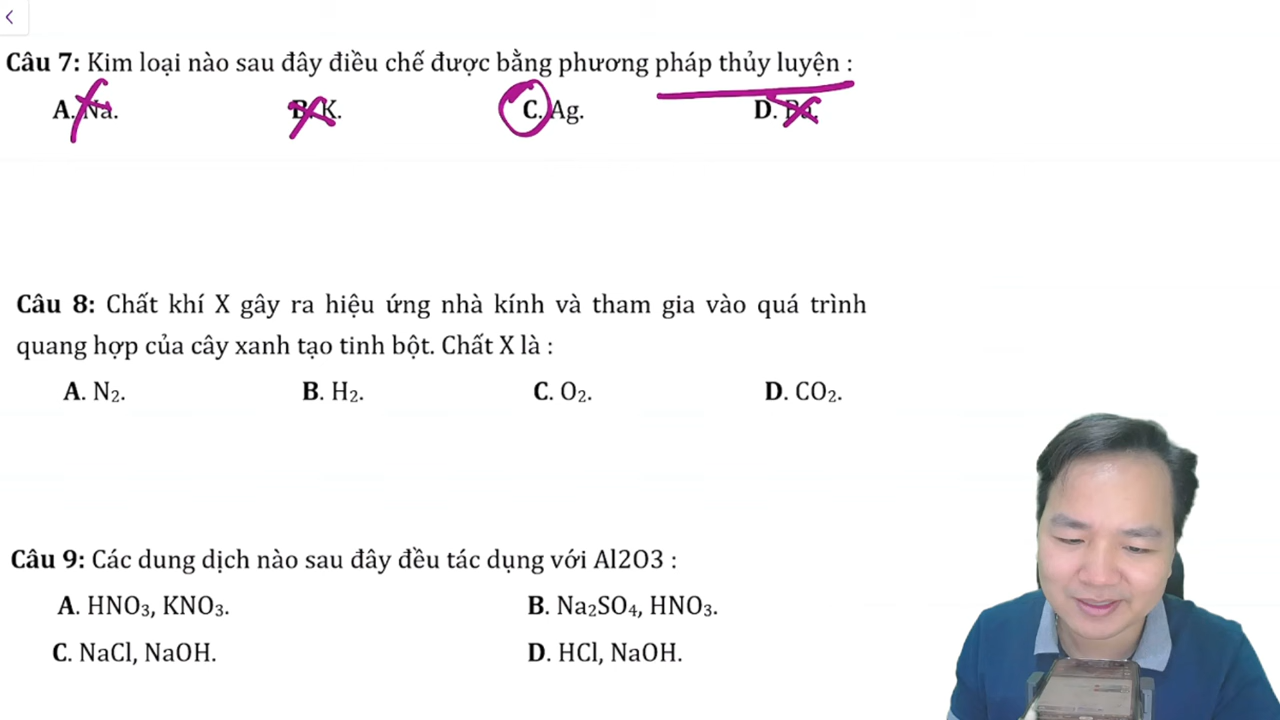 Câu 7: Kim loại nào sau đây điều chế được bằng phương pháp thủy luyện :
A. Na. B. K. C. Ag. D. Ba.
Câu 8: Chất khí X gây ra hiệu ứng nhà kính và tham gia vào quá trình
quang hợp của cây xanh tạo tinh bột. Chất X là :
A. N₂. B. H₂. C. O₂. D. CO₂.
Câu 9: Các dung dịch nào sau đây đều tác dụng với Al2O3 :
A. HNO₃, KNO₃. B. Na₂SO₄, HNO₃.
C. NaCl, NaOH. D. HCl, NaOH.